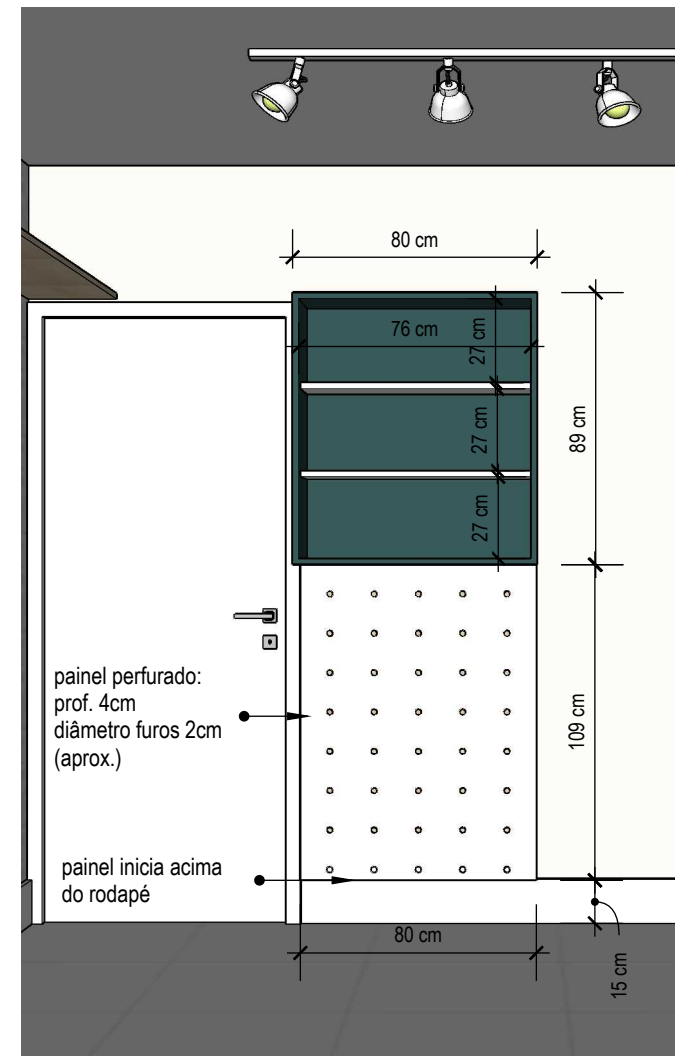 80 cm
76 cm
27 cm
27 cm
27 cm
89 cm
painel perfurado:
prof. 4cm
diâmetro furos 2cm
(aprox.)
109 cm
painel inicia acima
do rodapé
80 cm
15 cm